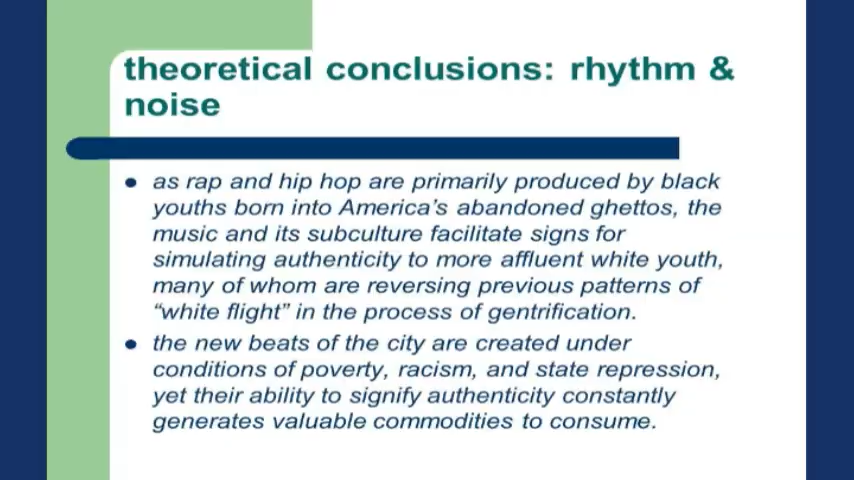 theoretical conclusions: rhythm &
noise
● as rap and hip hop are primarily produced by black
youths born into America's abandoned ghettos, the
music and its subculture facilitate signs for
simulating authenticity to more affluent white youth,
many of whom are reversing previous patterns of
“white flight” in the process of gentrification.
● the new beats of the city are created under
conditions of poverty, racism, and state repression,
yet their ability to signify authenticity constantly
generates valuable commodities to consume.